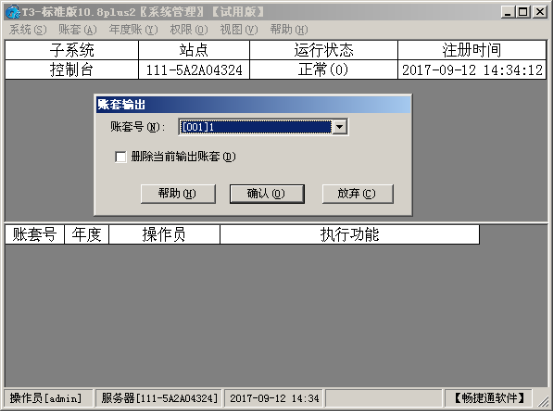 T3-标准版10.8plus2〖系统管理〗【试用版】
系统(S) 账套(A) 年度账(Y) 权限(O) 视图(V) 帮助(H)
子系统 站点 运行状态 注册时间
控制台 111-5A2A04324 正常(0) 2017-09-12 14:34:12
账套输出
账套号(N): [001]1
删除当前输出账套(D)
帮助(H) 确认(O) 放弃(C)
账套号 年度 操作员 执行功能
操作员[admin] 服务器[111-5A2A04324] 2017-09-12 14:34 【畅捷通软件】